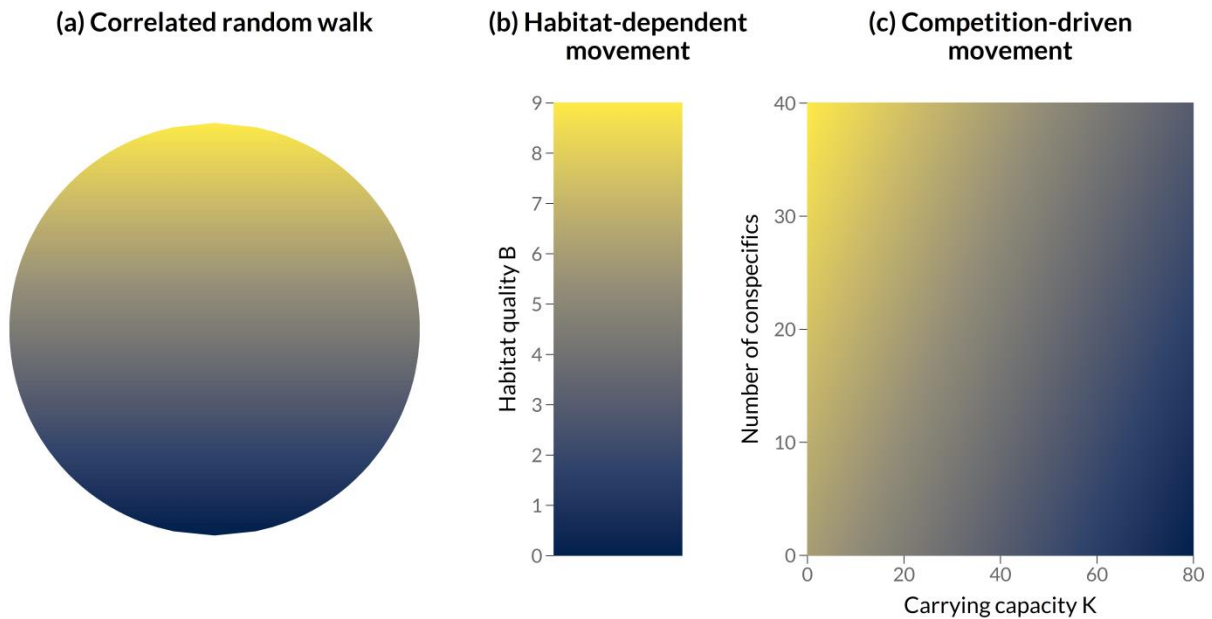 (a) Correlated random walk
(b) Habitat-dependent
movement
(c) Competition-driven
movement
Habitat quality B
9
8
7
6
5
4
3
2
1
0
Number of conspecifics
40
30
20
10
0
0 20 40 60 80
Carrying capacity K